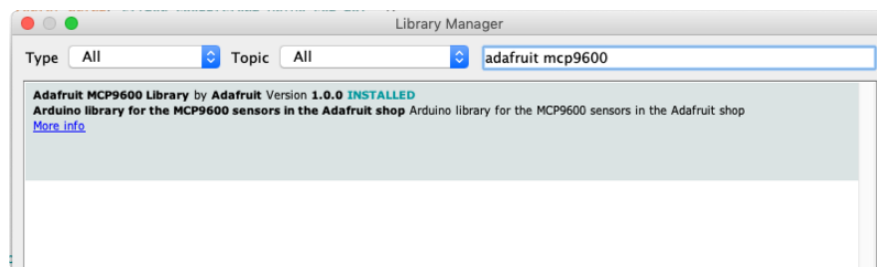 Library Manager
Type All Topic All adafruit mcp9600
Adafruit MCP9600 Library by Adafruit Version 1.0.0 INSTALLED
Arduino library for the MCP9600 sensors in the Adafruit shop Arduino library for the MCP9600 sensors in the Adafruit shop
More info